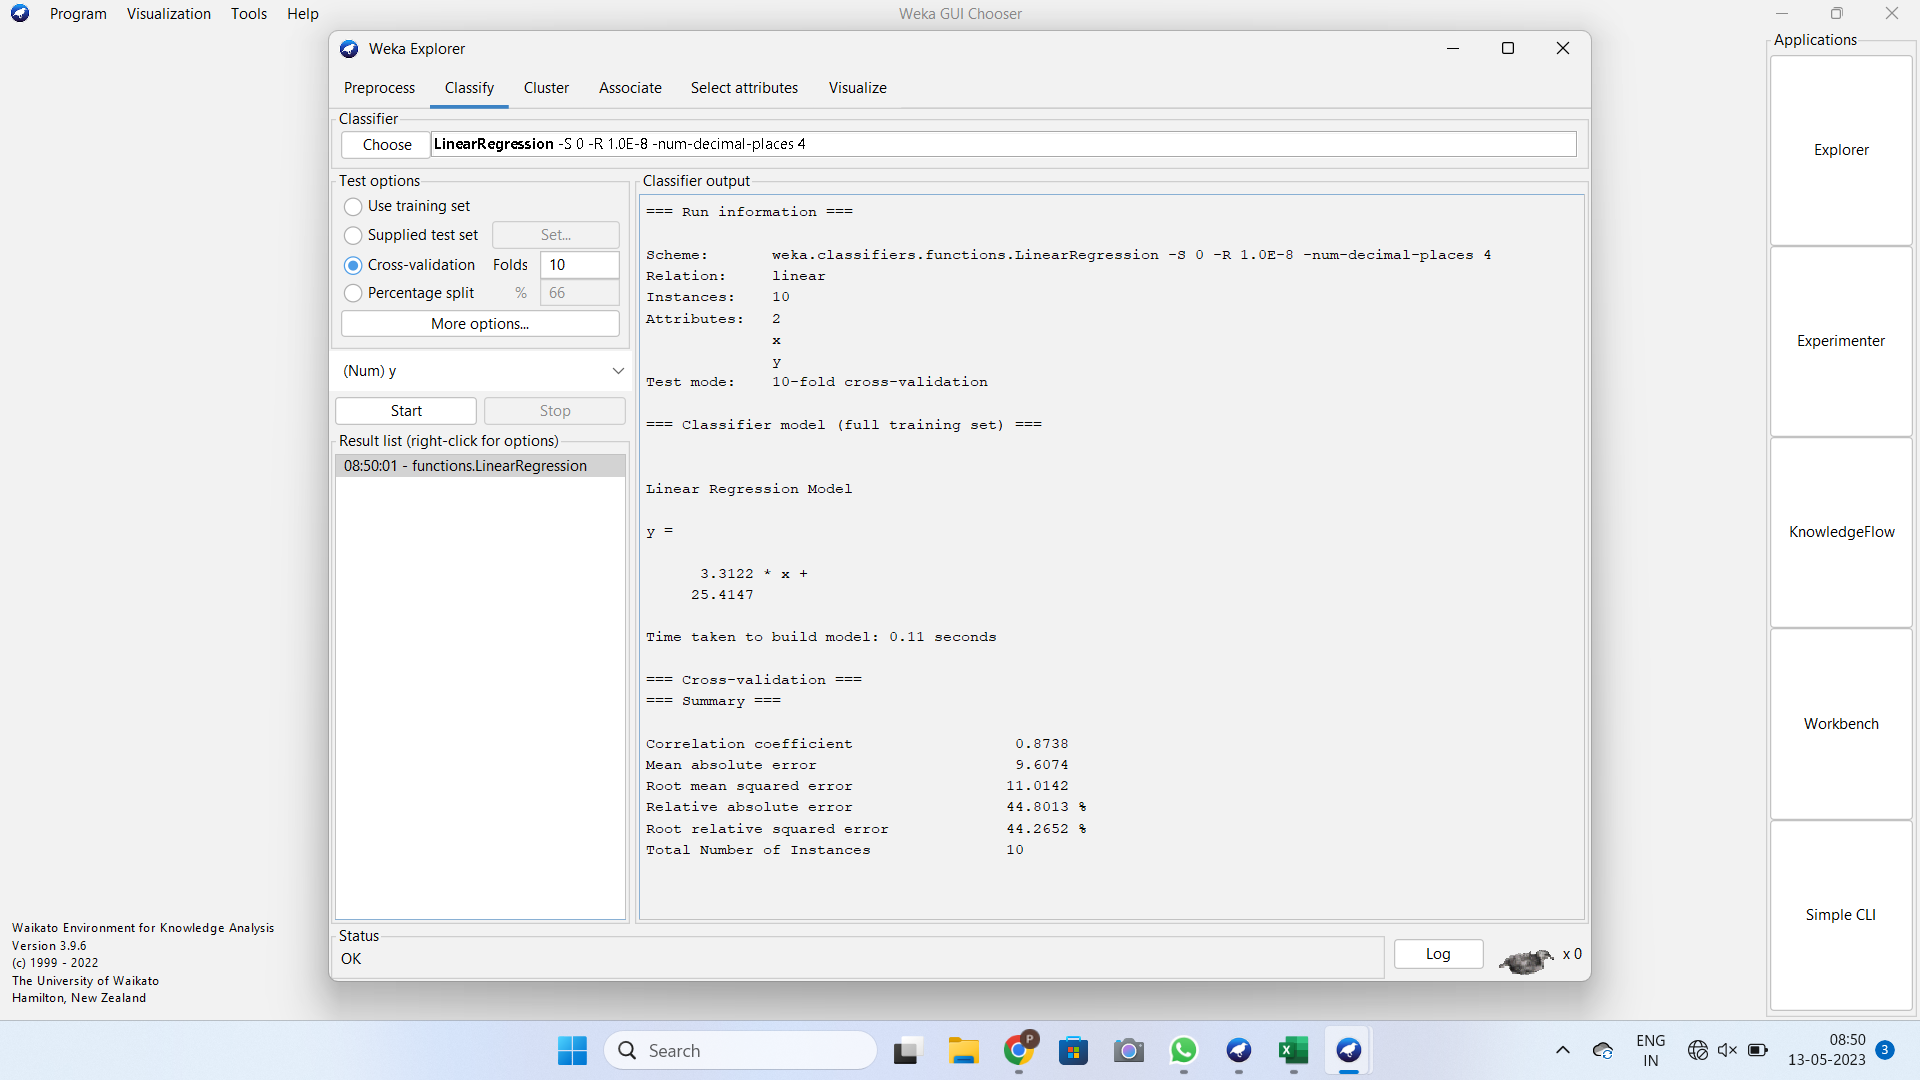 Program Visualization Tools Help
Weka GUI Chooser
Weka Explorer
Preprocess Classify Cluster Associate Select attributes Visualize
Classifier
Choose LinearRegression -S 0 -R 1.0E-8 -num-decimal-places 4
Test options
Use training set
Supplied test set Set...
Cross-validation Folds 10
Percentage split % 66
More options...
(Num) y
Start Stop
Result list (right-click for options)
08:50:01 - functions.LinearRegression
Classifier output
=== Run information ===
Scheme: weka.classifiers.functions.LinearRegression -S 0 -R 1.0E-8 -num-decimal-places 4
Relation: linear
Instances: 10
Attributes: 2
x
y
Test mode: 10-fold cross-validation
=== Classifier model (full training set) ===
Linear Regression Model
y =
3.3122 * x +
25.4147
Time taken to build model: 0.11 seconds
=== Cross-validation ===
=== Summary ===
Correlation coefficient 0.8738
Mean absolute error 9.6074
Root mean squared error 11.0142
Relative absolute error 44.8013 %
Root relative squared error 44.2652 %
Total Number of Instances 10
Status
OK
Log
x 0
Applications
Explorer
Experimenter
KnowledgeFlow
Workbench
Simple CLI
Waikato Environment for Knowledge Analysis
Version 3.9.6
(c) 1999 - 2022
The University of Waikato
Hamilton, New Zealand
Search
P
ENG
IN
08:50
13-05-2023
3